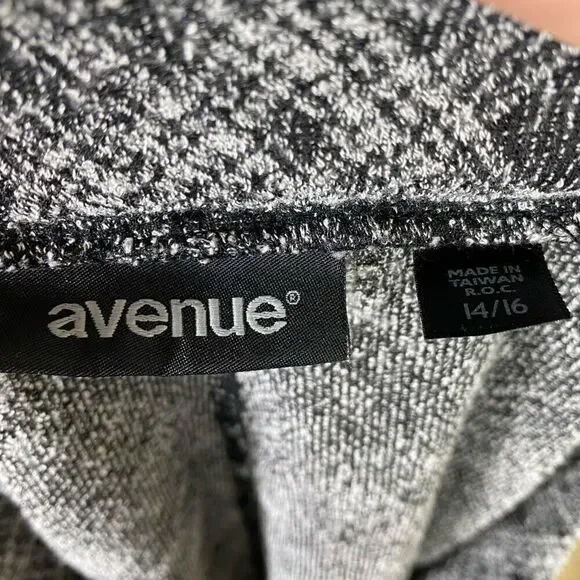 avenue®
MADE IN
TAIWAN
R.O.C.
14/16